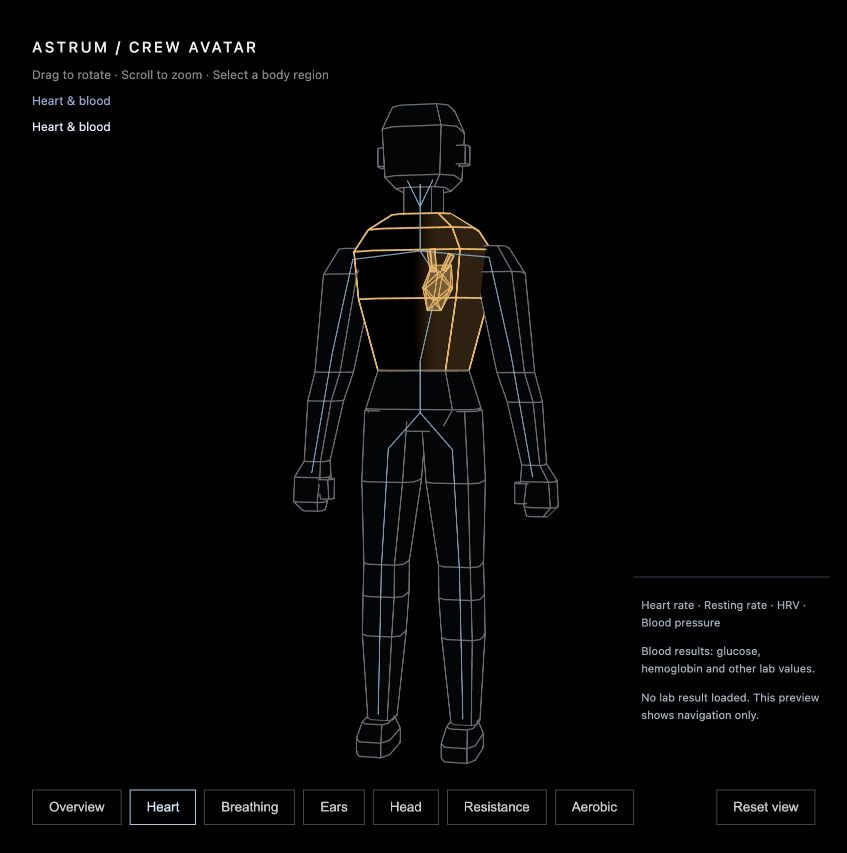 ASTRUM / CREW AVATAR
Drag to rotate · Scroll to zoom · Select a body region
Heart & blood
Heart & blood
Heart rate · Resting rate · HRV ·
Blood pressure
Blood results: glucose,
hemoglobin and other lab values.
No lab result loaded. This preview
shows navigation only.
Overview
Heart
Breathing
Ears
Head
Resistance
Aerobic
Reset view